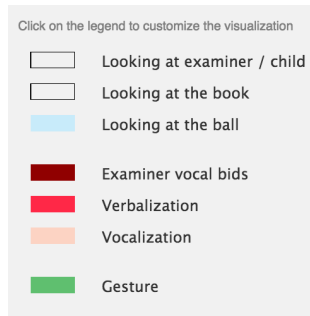 Click on the legend to customize the visualization
Looking at examiner / child
Looking at the book
Looking at the ball
Examiner vocal bids
Verbalization
Vocalization
Gesture